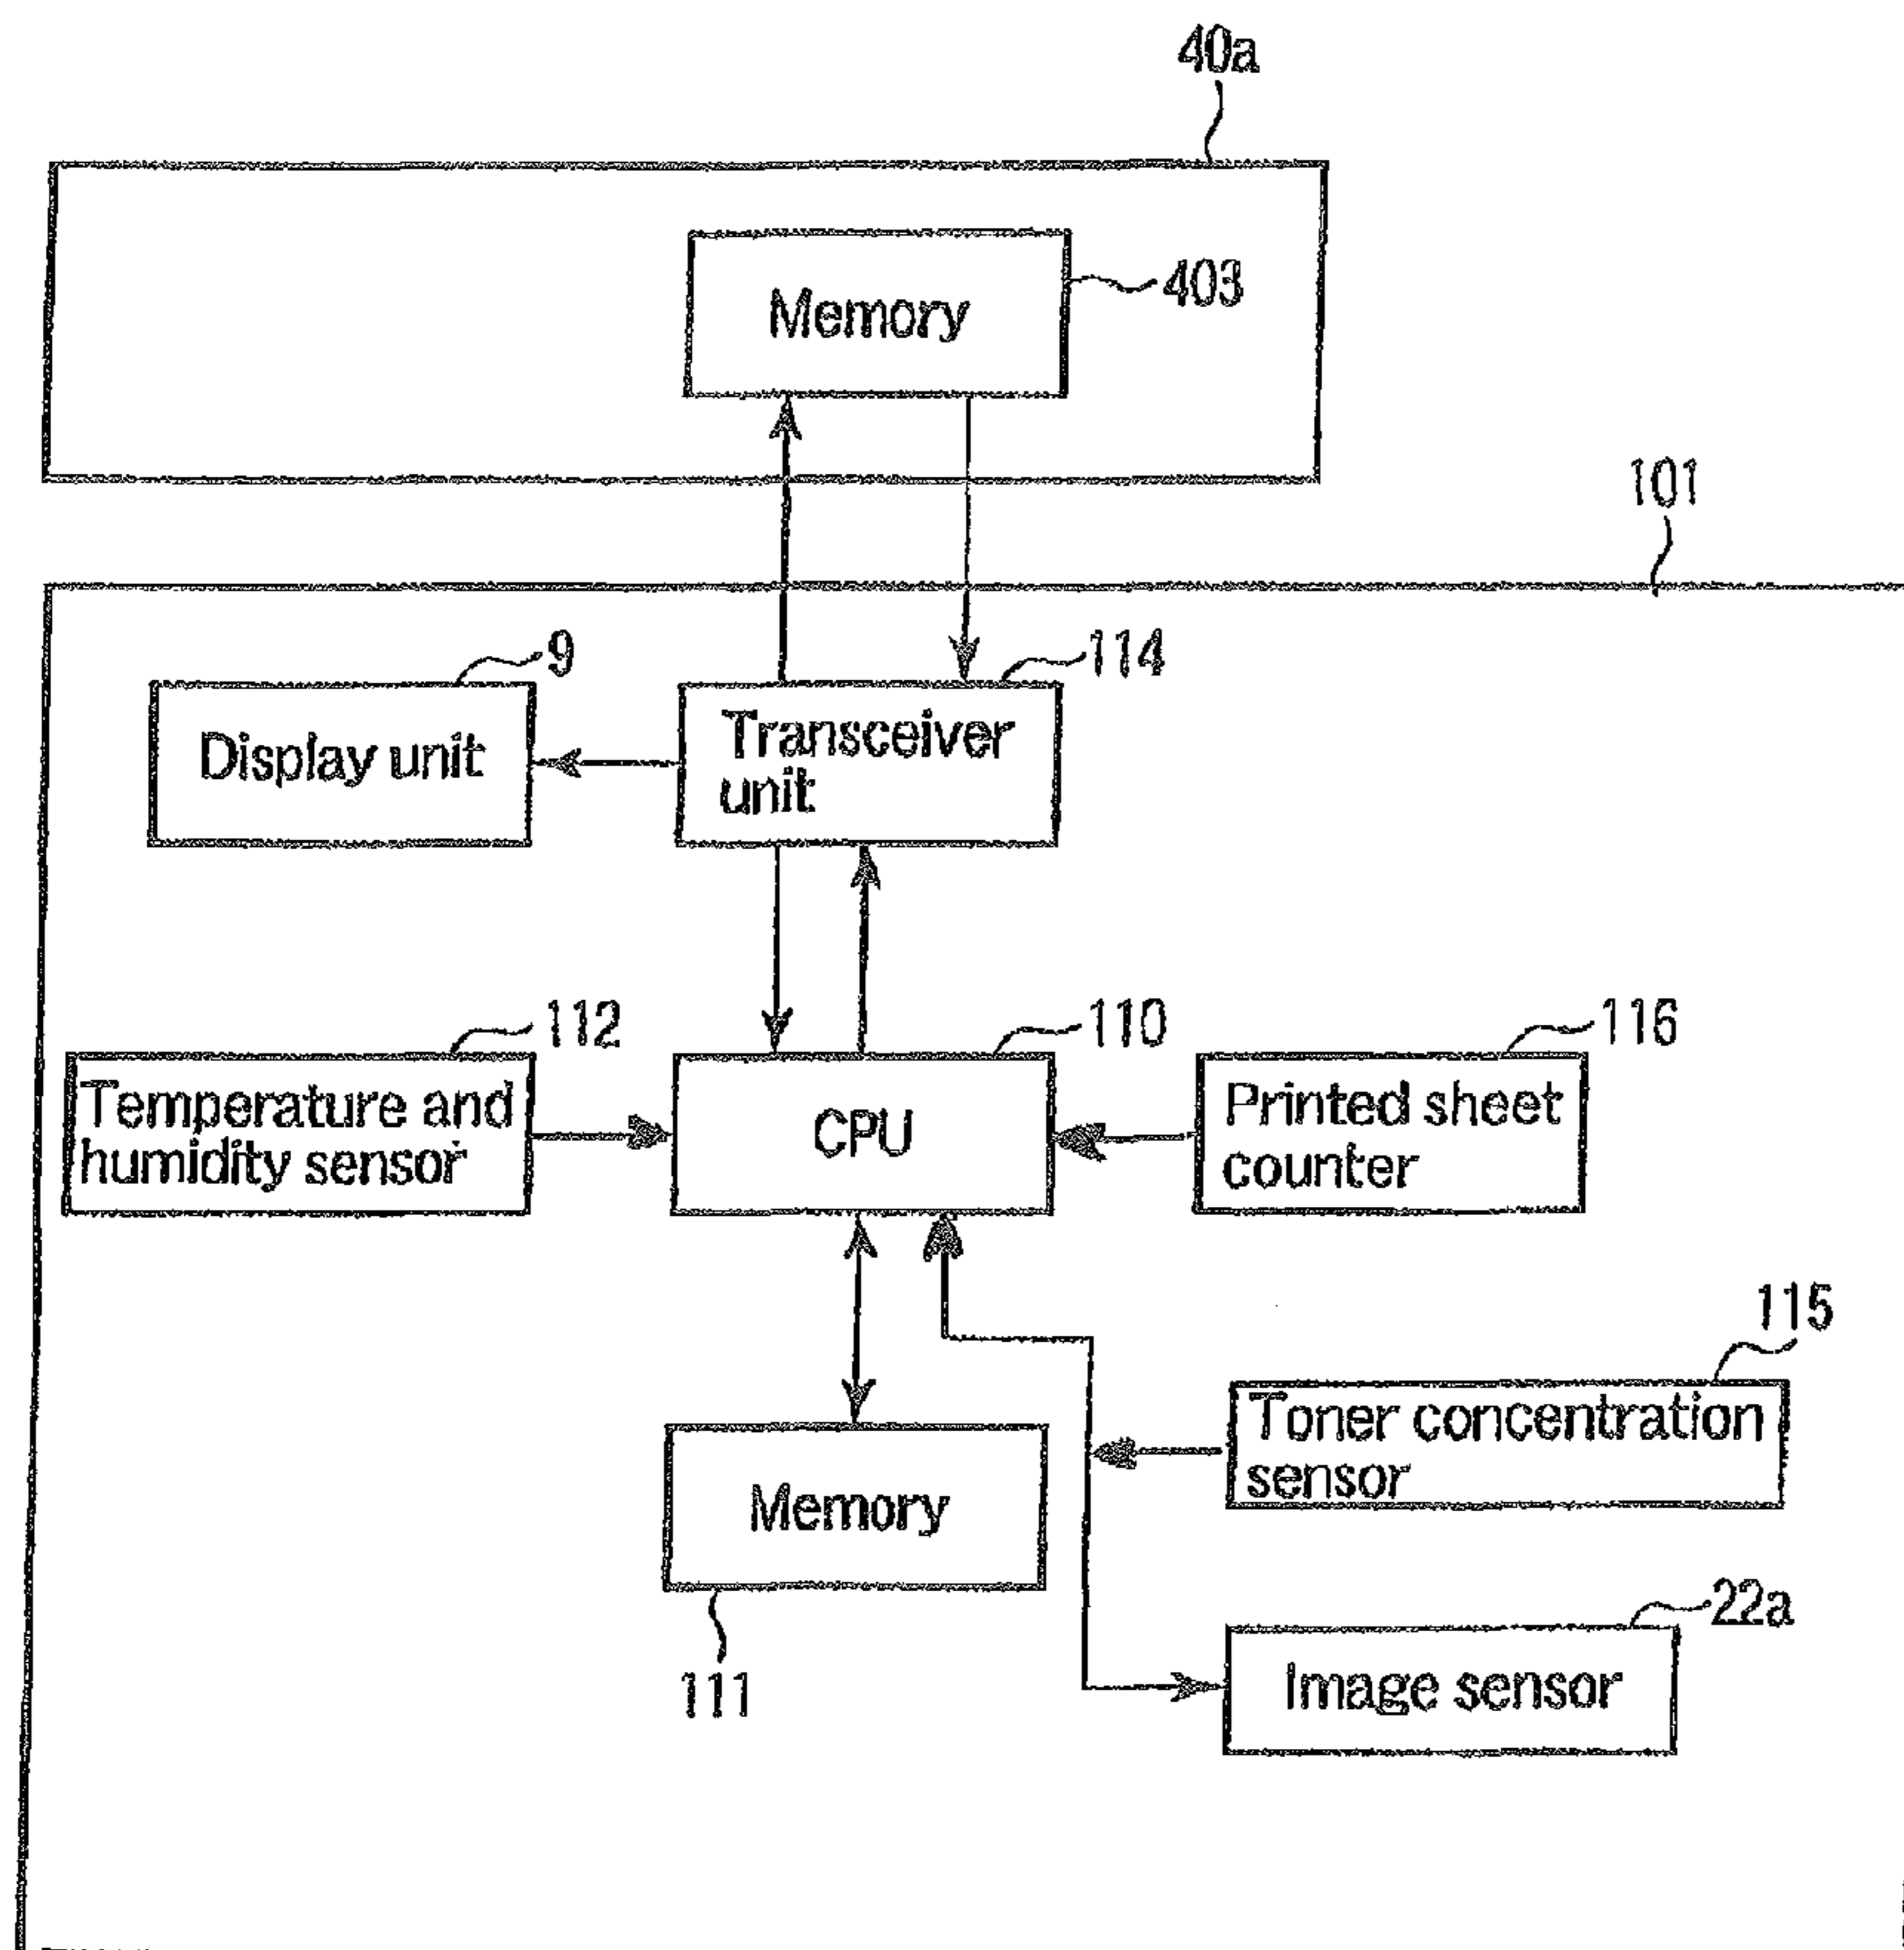 40a
Memory
403
101
9
114
Display unit
Transceiver
unit
112
110
116
Temperature and
humidity sensor
CPU
Printed sheet
counter
115
Toner concentration
sensor
Memory
22a
Image sensor
111